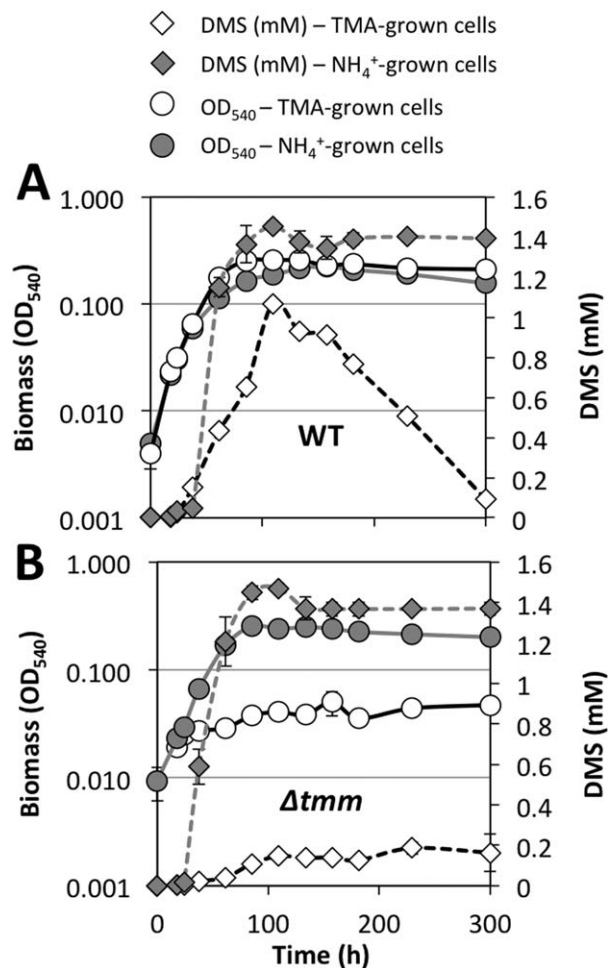 DMS (mM) – TMA-grown cells
DMS (mM) – NH₄⁺-grown cells
OD₅₄₀ – TMA-grown cells
OD₅₄₀ – NH₄⁺-grown cells
A
1.000
0.100
0.010
0.001
Biomass (OD₅₄₀)
1.6
1.4
1.2
1
0.8
0.6
0.4
0.2
0
DMS (mM)
WT
B
1.000
0.100
0.010
0.001
Biomass (OD₅₄₀)
1.6
1.4
1.2
1
0.8
0.6
0.4
0.2
0
DMS (mM)
Δtmm
0 100 200 300
Time (h)